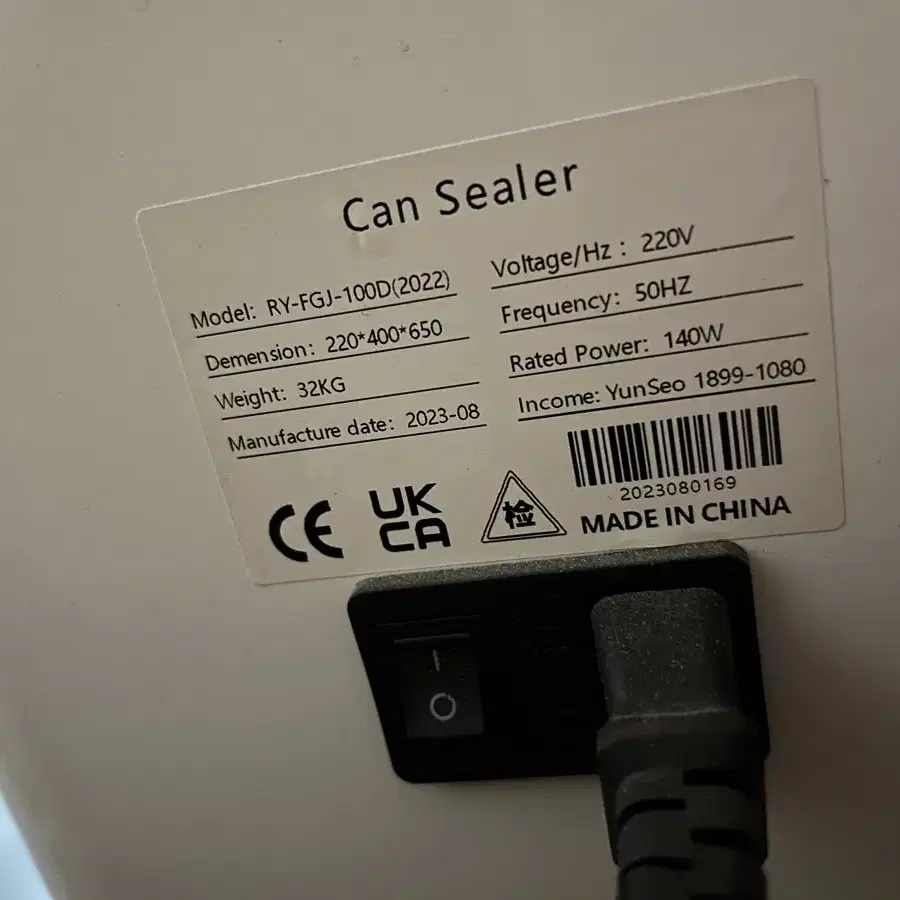 Can Sealer
Model: RY-FGJ-100D(2022)
Demension: 220*400*650
Weight: 32KG
Manufacture date: 2023-08
Voltage/Hz : 220V
Frequency: 50HZ
Rated Power: 140W
Income: YunSeo 1899-1080
2023080169
MADE IN CHINA
CE
UK
CA
检
I
O